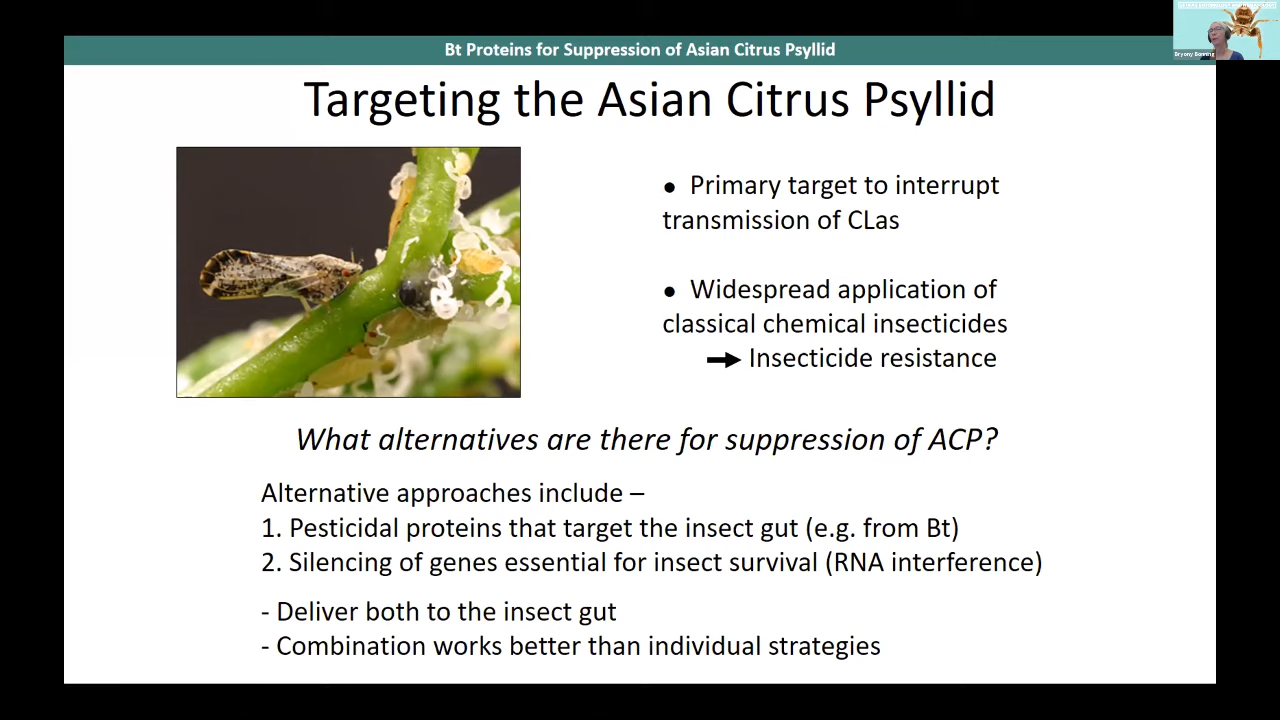 Bt Proteins for Suppression of Asian Citrus Psyllid
Bryony Bonning
Targeting the Asian Citrus Psyllid
● Primary target to interrupt
transmission of CLas
● Widespread application of
classical chemical insecticides
➡ Insecticide resistance
What alternatives are there for suppression of ACP?
Alternative approaches include –
1. Pesticidal proteins that target the insect gut (e.g. from Bt)
2. Silencing of genes essential for insect survival (RNA interference)
- Deliver both to the insect gut
- Combination works better than individual strategies